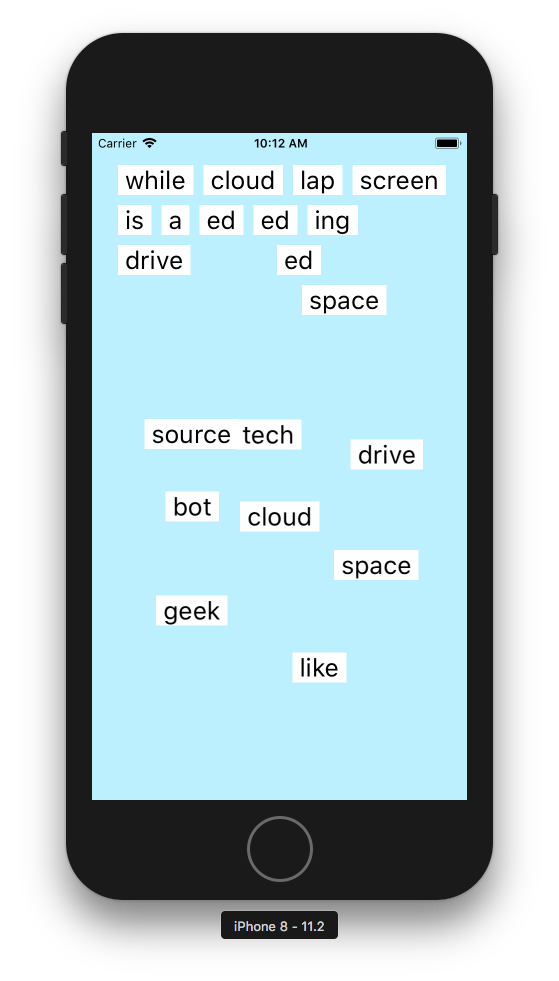 Carrier 10:12 AM
while cloud lap screen
is a ed ed ing
drive ed
space
source tech
drive
bot
cloud
space
geek
like
iPhone 8 - 11.2